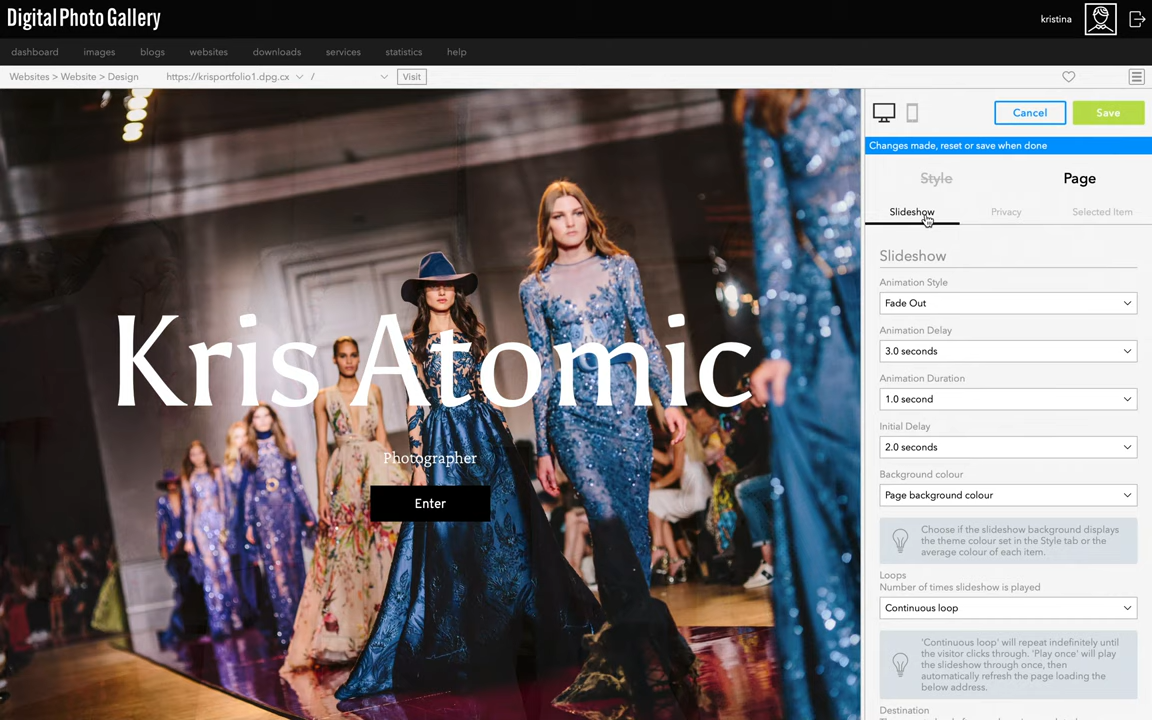 Digital Photo Gallery
kristina
dashboard images blogs websites downloads services statistics help
Websites > Website > Design https://krisportfolio1.dpg.cx / Visit
Cancel Save
Changes made, reset or save when done
Style Page
Slideshow Privacy Selected Item
Slideshow
Animation Style
Fade Out
Animation Delay
3.0 seconds
Animation Duration
1.0 second
Initial Delay
2.0 seconds
Background colour
Page background colour
Choose if the slideshow background displays
the theme colour set in the Style tab or the
average colour of each item.
Loops
Number of times slideshow is played
Continuous loop
'Continuous loop' will repeat indefinitely until
the visitor clicks through. 'Play once' will play
the slideshow through once, then
automatically refresh the page loading the
below address.
Destination
Kris Atomic
Photographer
Enter